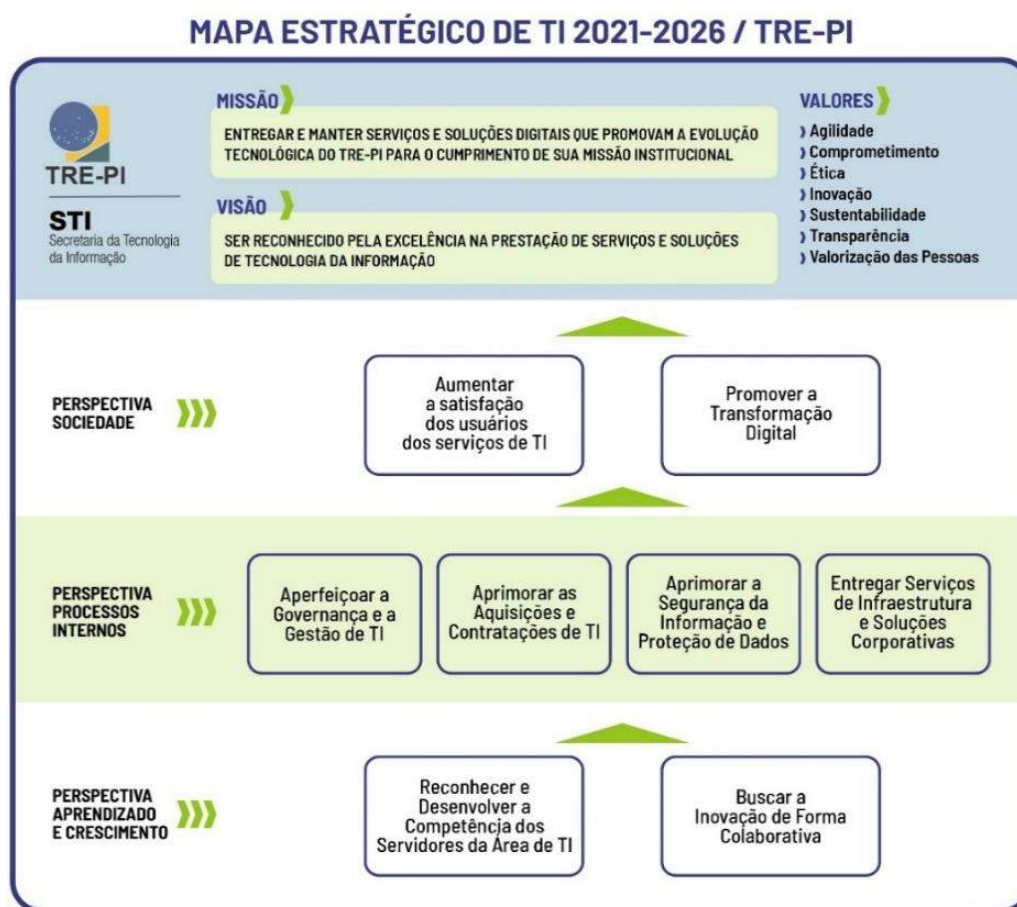 MAPA ESTRATÉGICO DE TI 2021-2026 / TRE-PI
TRE-PI
STI
Secretaria da Tecnologia
da Informação
MISSÃO
ENTREGAR E MANTER SERVIÇOS E SOLUÇÕES DIGITAIS QUE PROMOVAM A EVOLUÇÃO
TECNOLÓGICA DO TRE-PI PARA O CUMPRIMENTO DE SUA MISSÃO INSTITUCIONAL
VISÃO
SER RECONHECIDO PELA EXCELÊNCIA NA PRESTAÇÃO DE SERVIÇOS E SOLUÇÕES
DE TECNOLOGIA DA INFORMAÇÃO
VALORES
Agilidade
Comprometimento
Ética
Inovação
Sustentabilidade
Transparência
Valorização das Pessoas
PERSPECTIVA
SOCIEDADE
Aumentar
a satisfação
dos usuários
dos serviços de TI
Promover a
Transformação
Digital
PERSPECTIVA
PROCESSOS
INTERNOS
Aperfeiçoar a
Governança e a
Gestão de TI
Aprimorar as
Aquisições e
Contratações de TI
Aprimorar a
Segurança da
Informação e
Proteção de Dados
Entregar Serviços
de Infraestrutura
e Soluções
Corporativas
PERSPECTIVA
APRENDIZADO
E CRESCIMENTO
Reconhecer e
Desenvolver a
Competência dos
Servidores da Área de TI
Buscar a
Inovação de Forma
Colaborativa